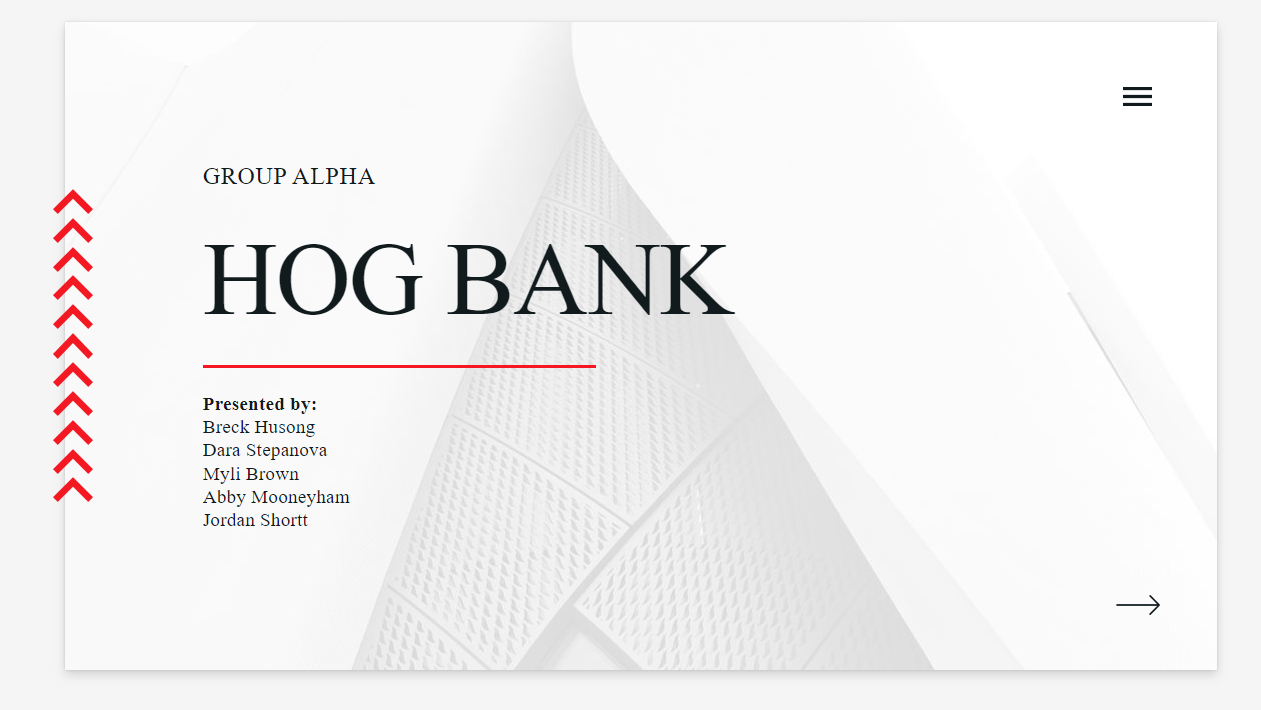 GROUP ALPHA
HOG BANK
Presented by:
Breck Husong
Dara Stepanova
Myli Brown
Abby Mooneyham
Jordan Shortt